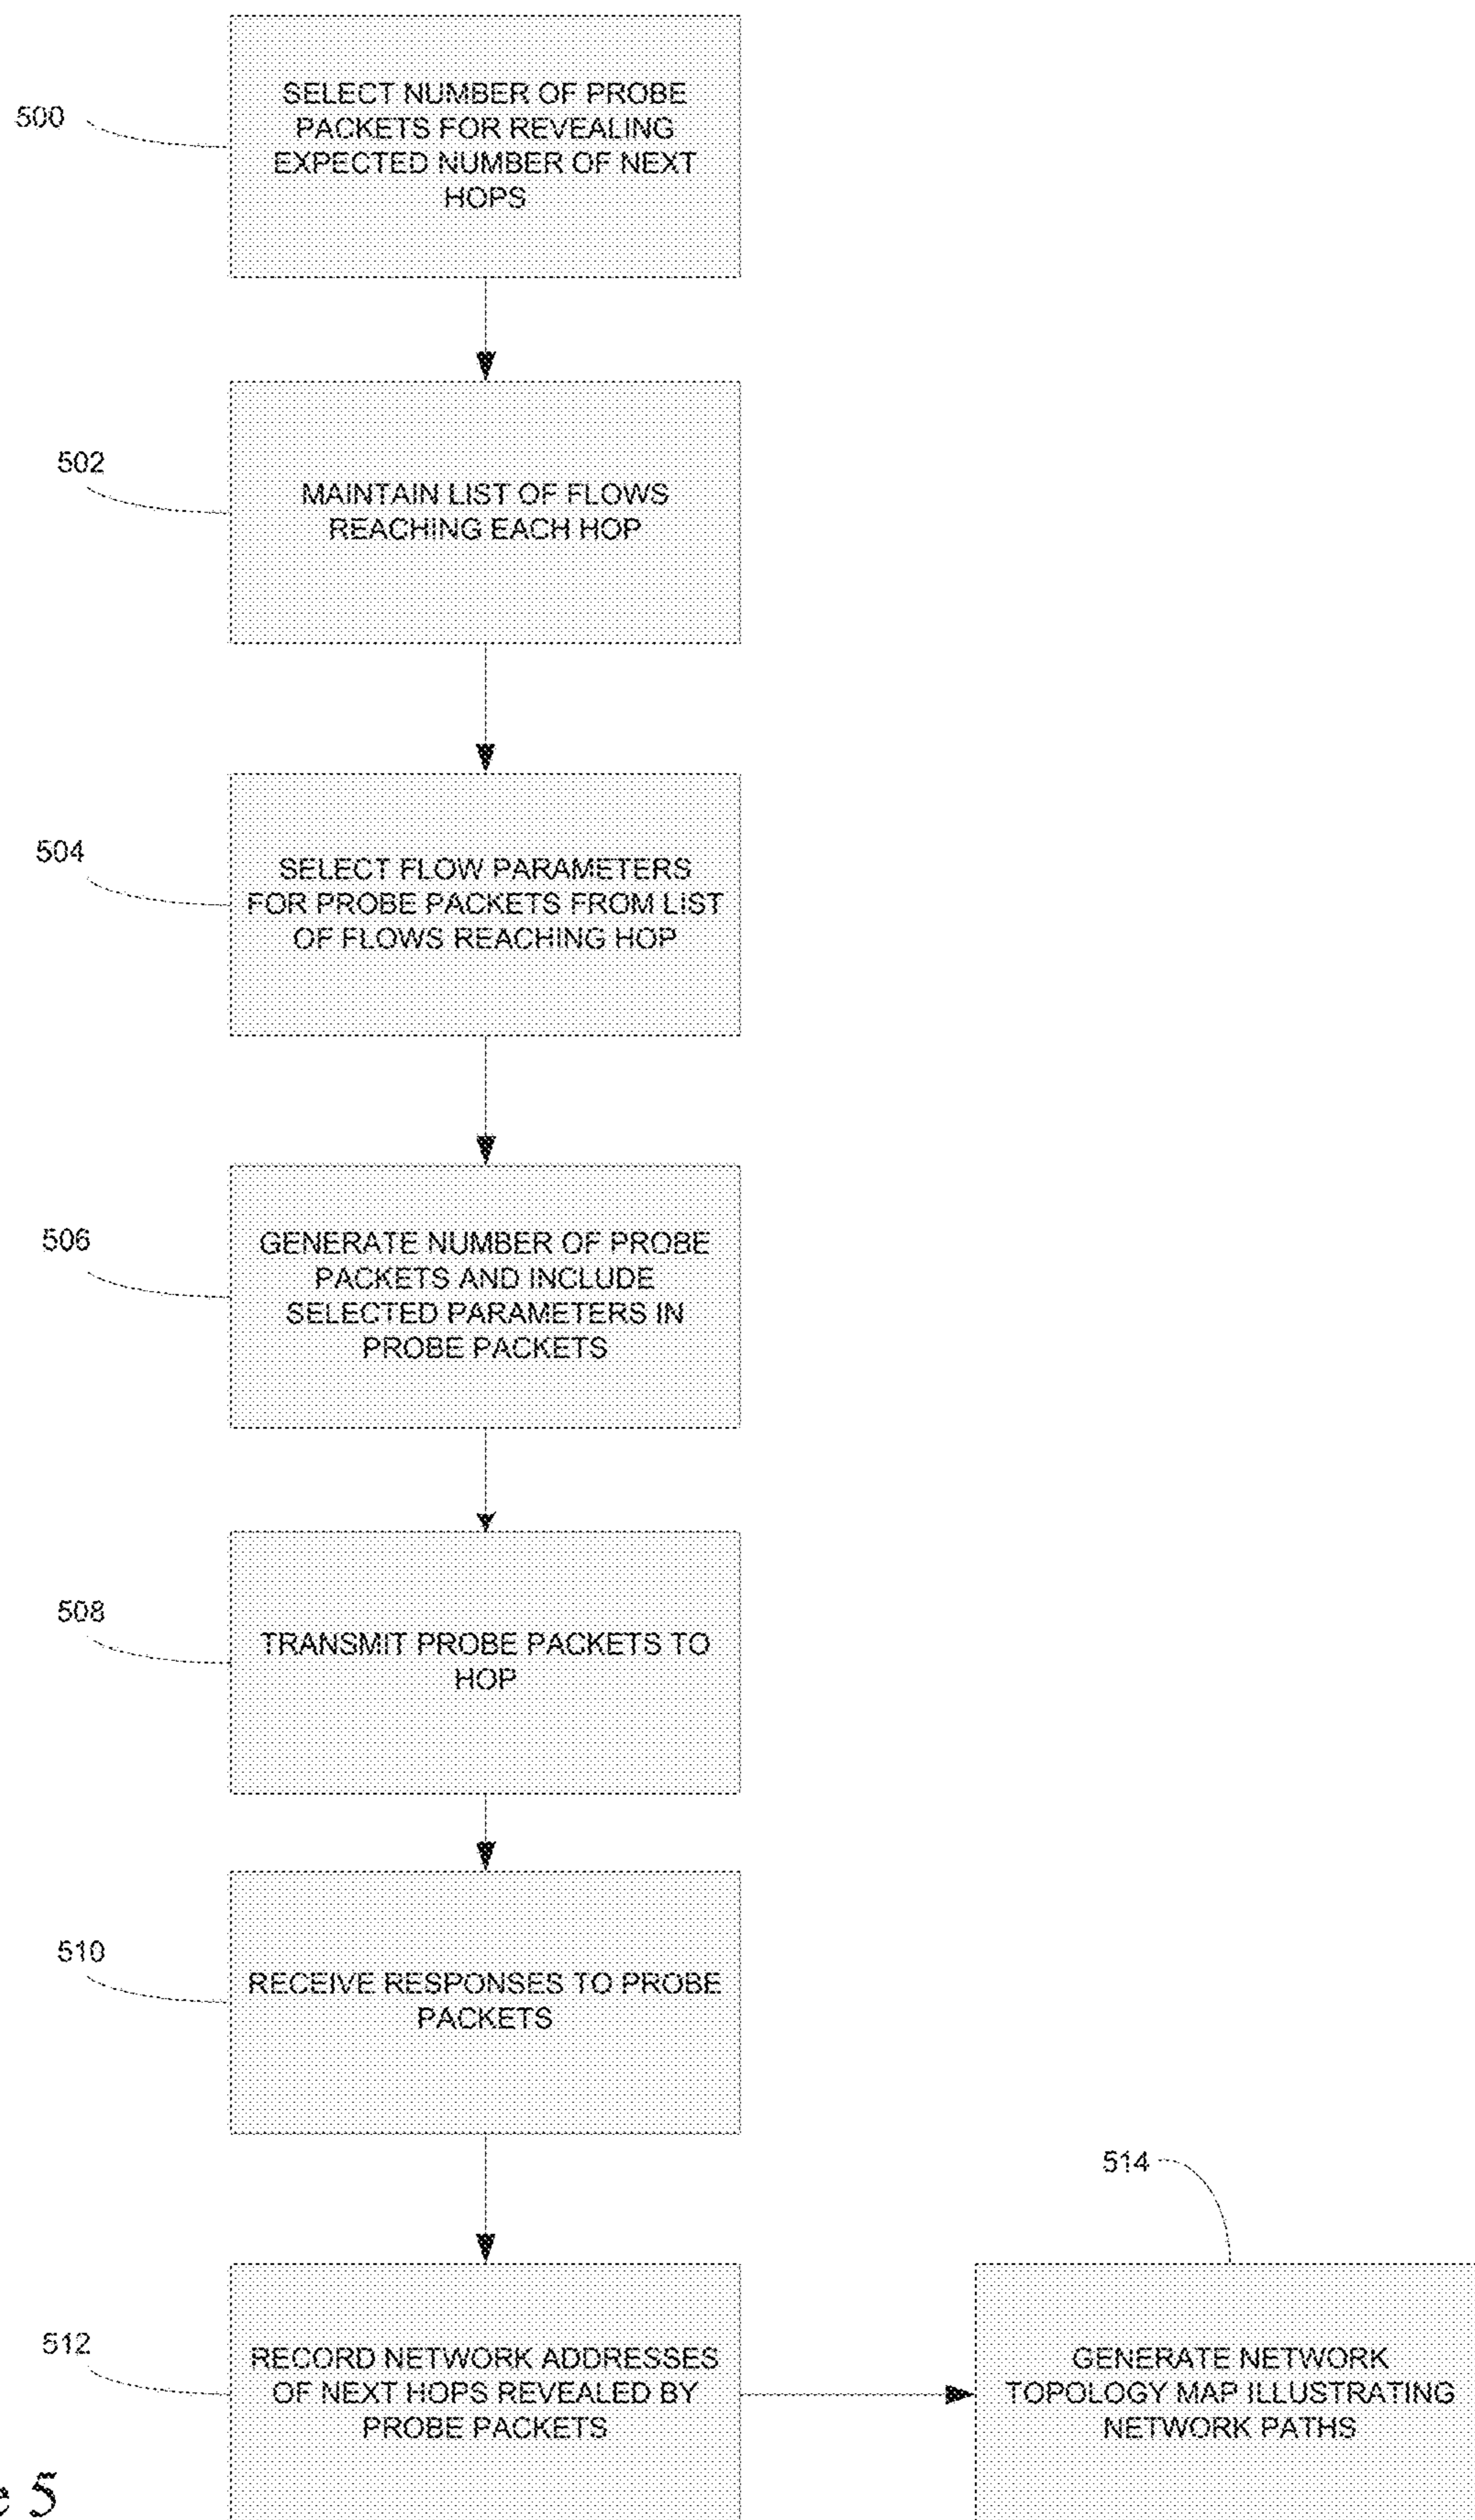 500
SELECT NUMBER OF PROBE
PACKETS FOR REVEALING
EXPECTED NUMBER OF NEXT
HOPS
502
MAINTAIN LIST OF FLOWS
REACHING EACH HOP
504
SELECT FLOW PARAMETERS
FOR PROBE PACKETS FROM LIST
OF FLOWS REACHING HOP
506
GENERATE NUMBER OF PROBE
PACKETS AND INCLUDE
SELECTED PARAMETERS IN
PROBE PACKETS
508
TRANSMIT PROBE PACKETS TO
HOP
510
RECEIVE RESPONSES TO PROBE
PACKETS
512
RECORD NETWORK ADDRESSES
OF NEXT HOPS REVEALED BY
PROBE PACKETS
514
GENERATE NETWORK
TOPOLOGY MAP ILLUSTRATING
NETWORK PATHS
e 5